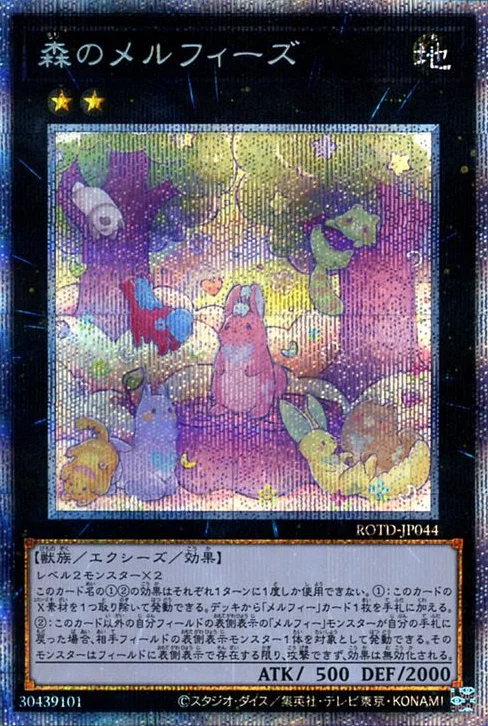 森のメルフィーズ
地
ROTD-JP044
【獣族/エクシーズ/効果】
レベル2モンスター×2
このカード名の①②の効果はそれぞれ1ターンに1度しか使用できない。①:このカードの
X素材を1つ取り除いて発動できる。デッキから「メルフィー」カード1枚を手札に加える。
②:このカード以外の自分フィールドの表側表示の「メルフィー」モンスターが自分の手札に
戻った場合、相手フィールドの表側表示モンスター1体を対象として発動できる。その
モンスターはフィールドに表側表示で存在する限り、攻撃できず、効果は無効化される。
ATK/ 500 DEF/2000
30439101
©スタジオ・ダイス/集英社・テレビ東京・KONAMI